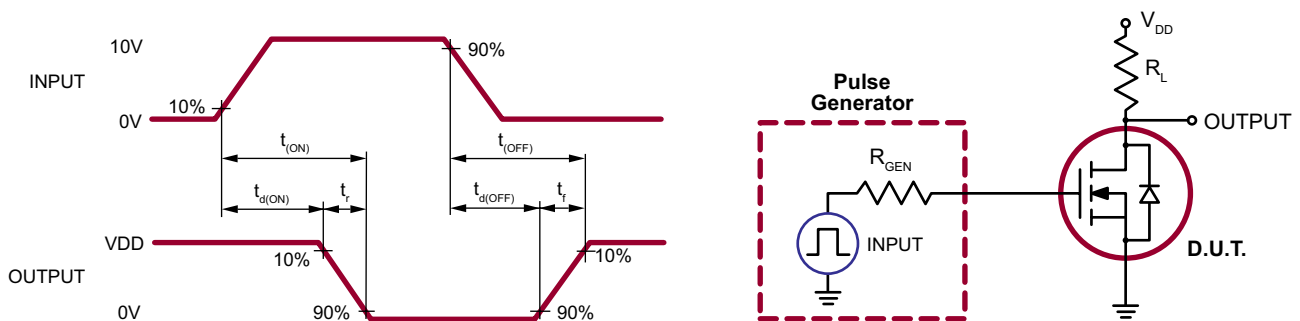 10V
INPUT
10%
0V
90%
t(ON)
t(OFF)
td(ON)
tr
td(OFF)
tf
VDD
OUTPUT
0V
10%
90%
90%
10%
VDD
RL
Pulse
Generator
OUTPUT
RGEN
INPUT
D.U.T.